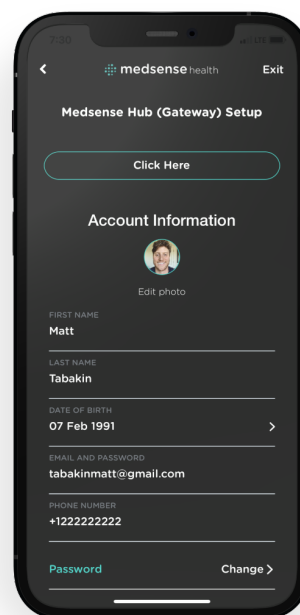 7:30
LTE
medsense health
Exit
Medsense Hub (Gateway) Setup
Click Here
Account Information
Edit photo
FIRST NAME
Matt
LAST NAME
Tabakin
DATE OF BIRTH
07 Feb 1991
EMAIL AND PASSWORD
tabakinmatt@gmail.com
PHONE NUMBER
+1222222222
Password
Change